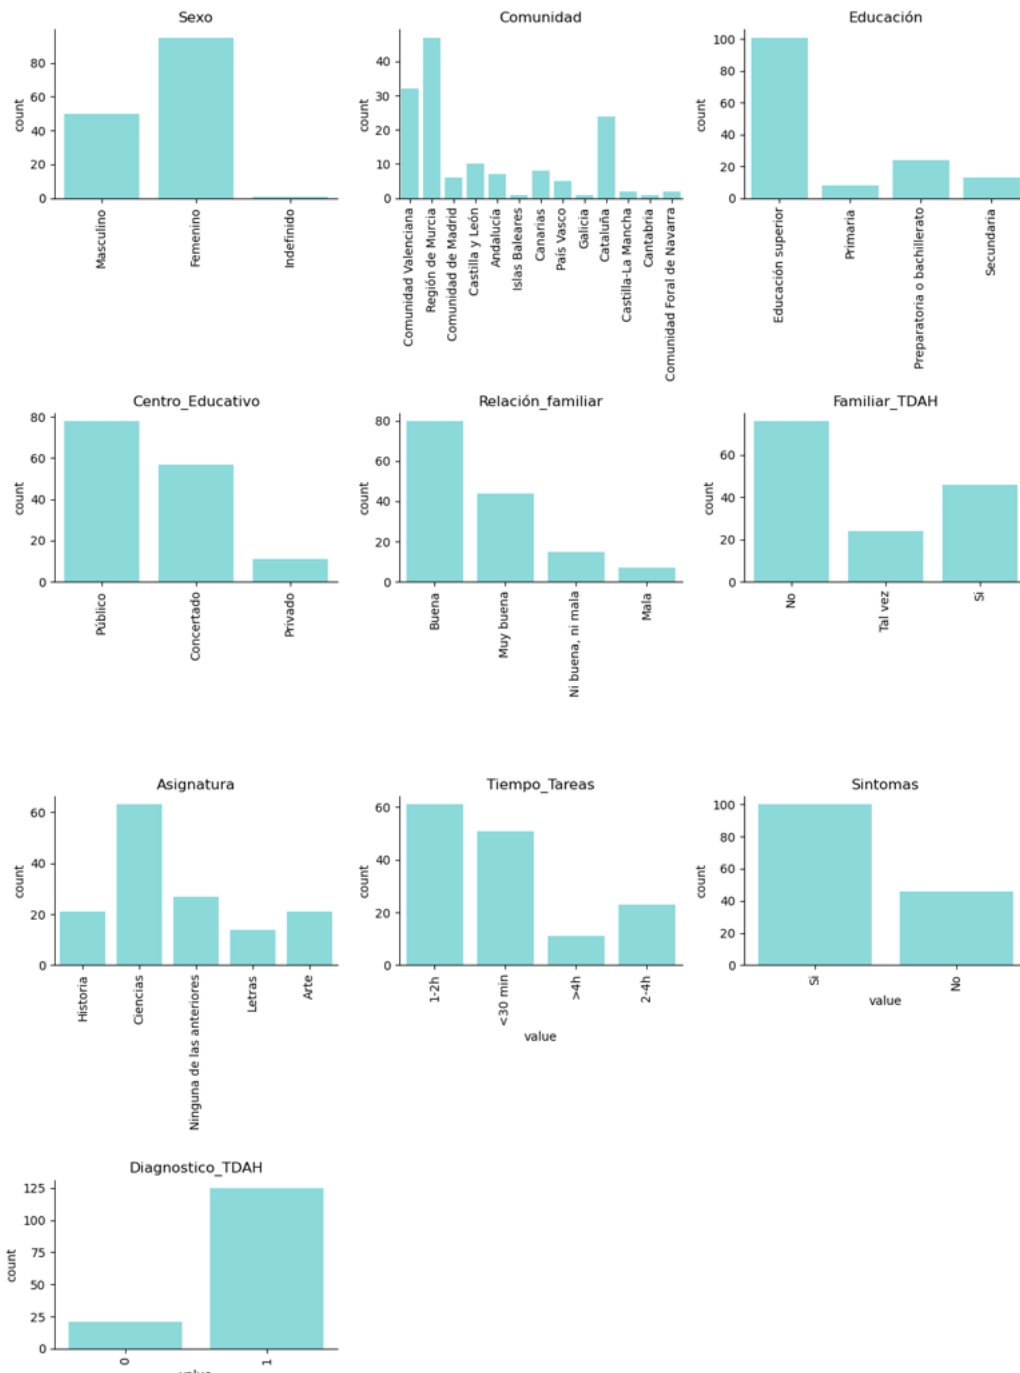 Sexo
count
80
60
40
20
0
Masculino
Femenino
Indefinido
Comunidad
count
40
30
20
10
0
Comunidad Valenciana
Región de Murcia
Comunidad de Madrid
Castilla y León
Andalucía
Islas Baleares
Canarias
País Vasco
Galicia
Cataluña
Castilla-La Mancha
Cantabria
Comunidad Foral de Navarra
Educación
count
100
80
60
40
20
0
Educación superior
Primaria
Preparatoria o bachillerato
Secundaria
Centro_Educativo
count
80
60
40
20
0
Público
Concertado
Privado
Relación_familiar
count
80
60
40
20
0
Buena
Muy buena
Ni buena, ni mala
Mala
Familiar_TDAH
count
60
40
20
0
No
Tal vez
Si
Asignatura
count
60
40
20
0
Historia
Ciencias
Ninguna de las anteriores
Letras
Arte
Tiempo_Tareas
count
60
40
20
0
1-2h
<30 min
>4h
2-4h
value
Sintomas
count
100
80
60
40
20
0
Si
No
value
Diagnostico_TDAH
count
125
100
75
50
25
0
0
1
value